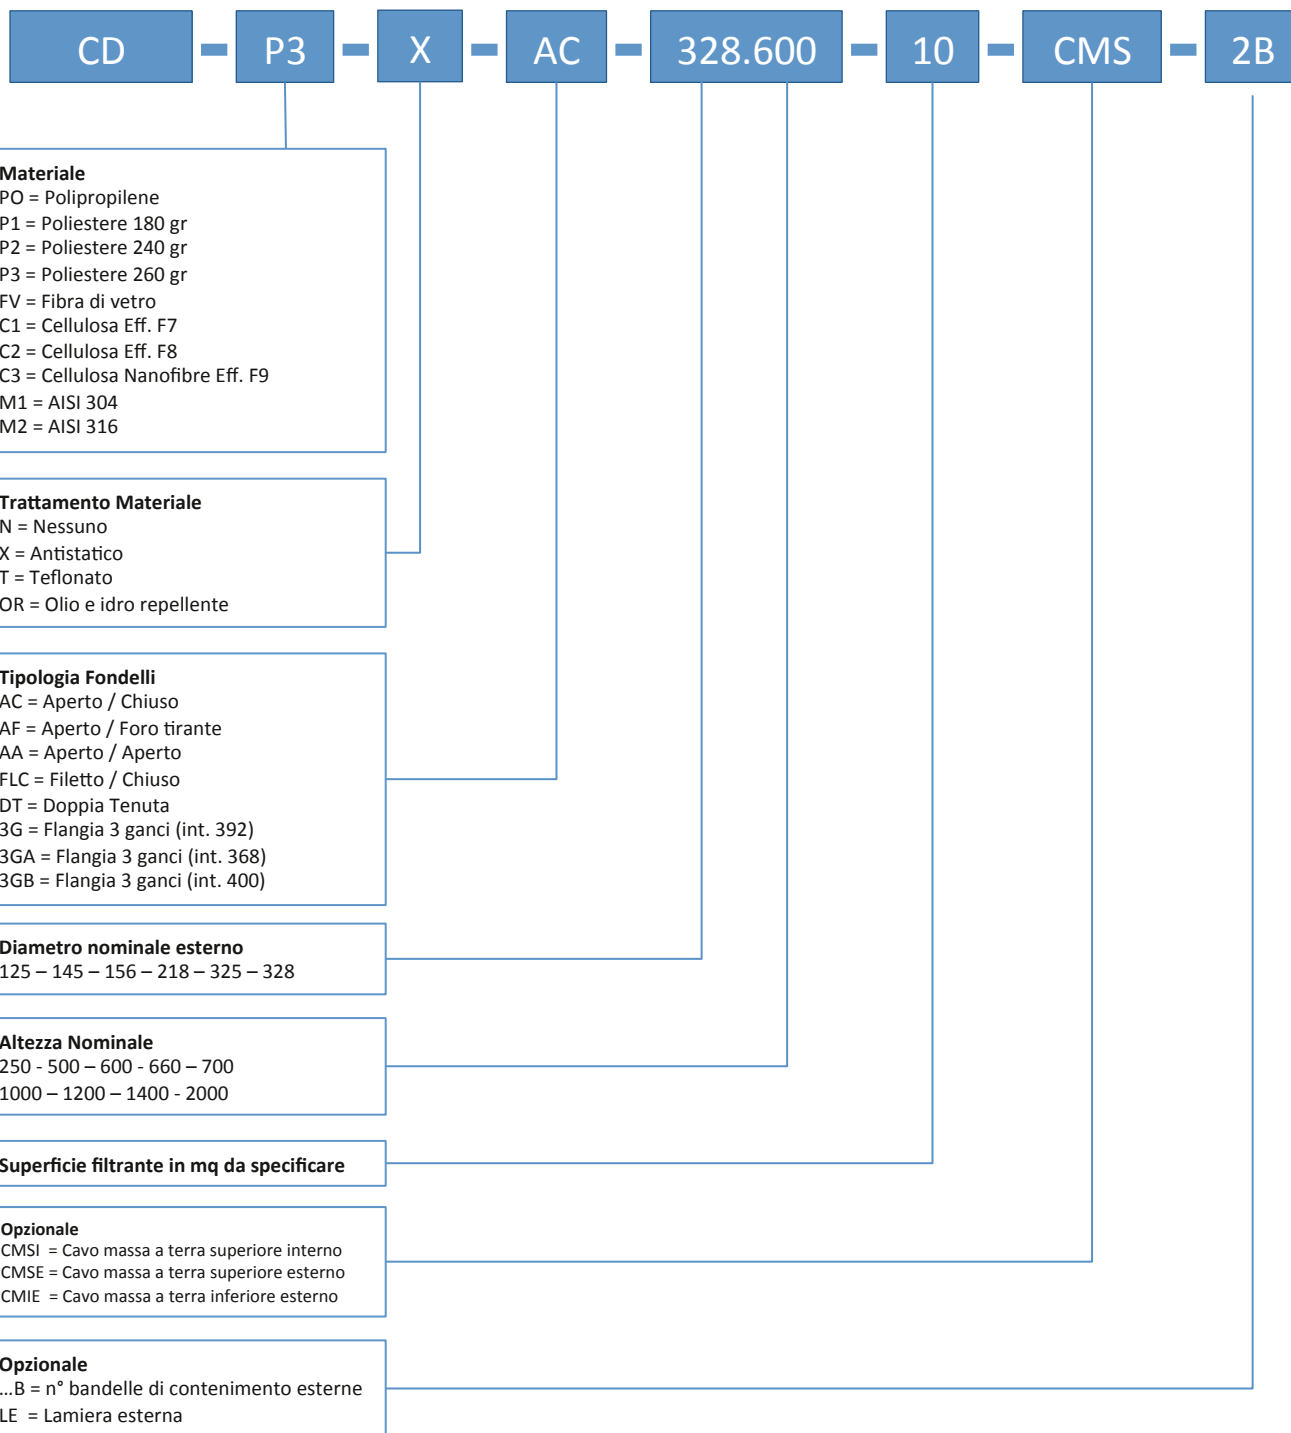 CD - P3 - X - AC - 328.600 - 10 - CMS - 2B
Materiale
PO = Polipropilene
P1 = Poliestere 180 gr
P2 = Poliestere 240 gr
P3 = Poliestere 260 gr
FV = Fibra di vetro
C1 = Cellulosa Eff. F7
C2 = Cellulosa Eff. F8
C3 = Cellulosa Nanofibre Eff. F9
M1 = AISI 304
M2 = AISI 316
Trattamento Materiale
N = Nessuno
X = Antistatico
T = Teflonato
OR = Olio e idro repellente
Tipologia Fondelli
AC = Aperto / Chiuso
AF = Aperto / Foro tirante
AA = Aperto / Aperto
FLC = Filetto / Chiuso
DT = Doppia Tenuta
3G = Flangia 3 ganci (int. 392)
3GA = Flangia 3 ganci (int. 368)
3GB = Flangia 3 ganci (int. 400)
Diametro nominale esterno
125 – 145 – 156 – 218 – 325 – 328
Altezza Nominale
250 - 500 – 600 - 660 – 700
1000 – 1200 – 1400 - 2000
Superficie filtrante in mq da specificare
Opzionale
CMSI = Cavo massa a terra superiore interno
CMSE = Cavo massa a terra superiore esterno
CMIE = Cavo massa a terra inferiore esterno
Opzionale
...B = n° bandelle di contenimento esterne
LE = Lamiera esterna